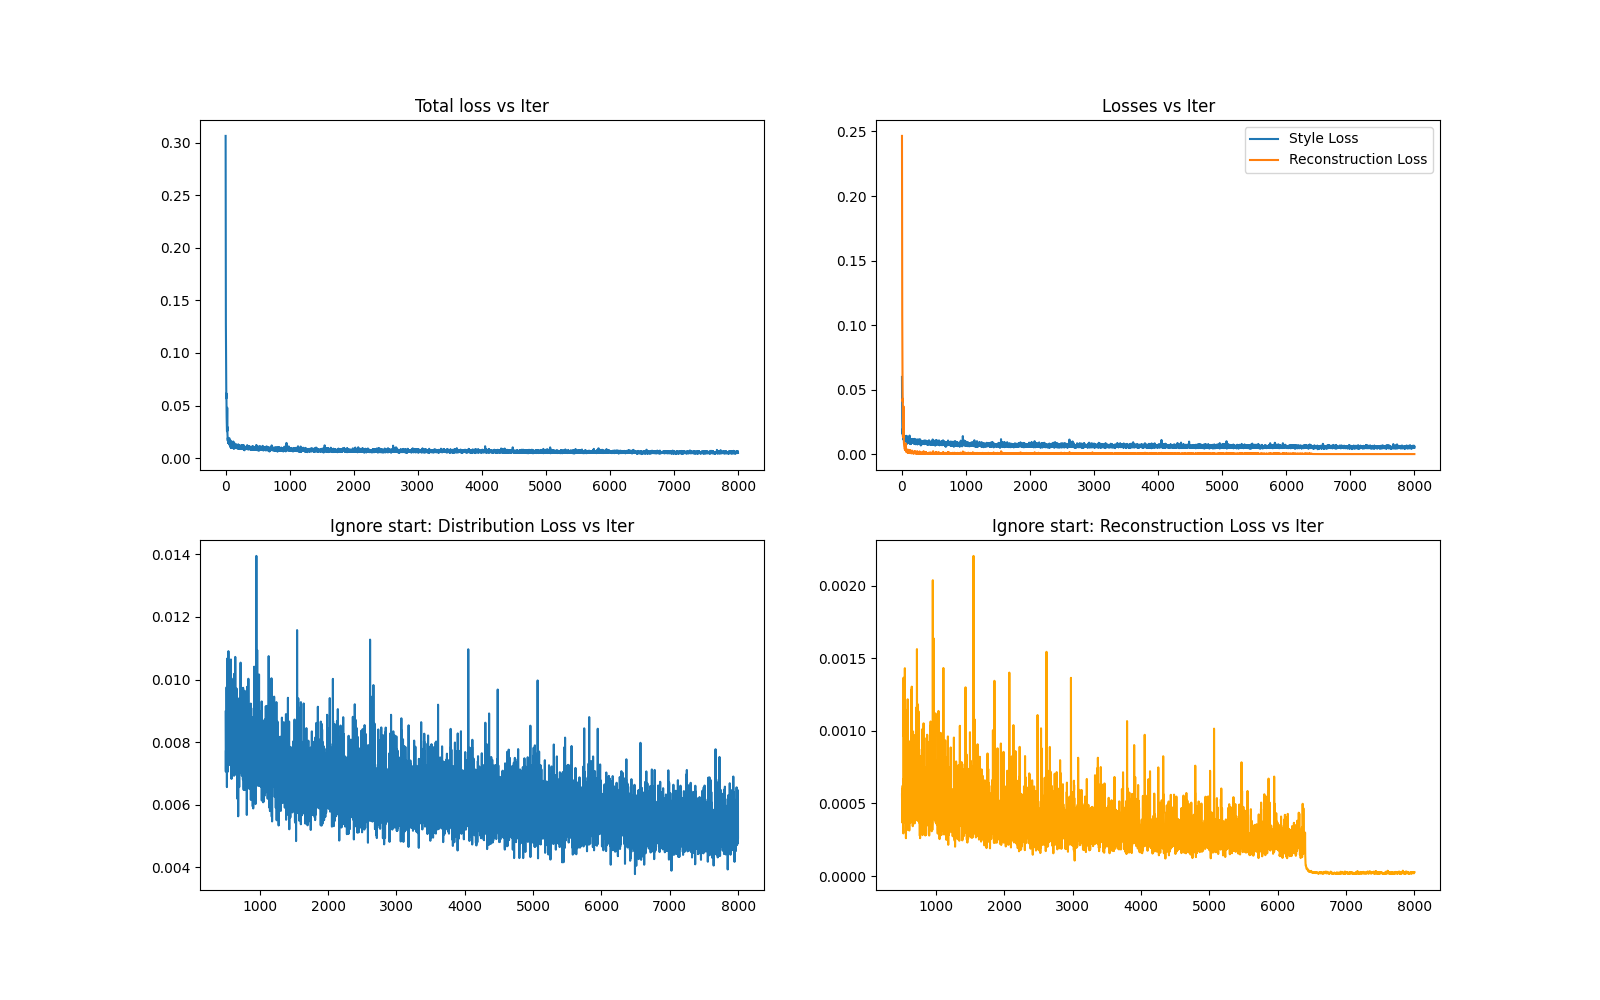 Total loss vs Iter
0.30
0.25
0.20
0.15
0.10
0.05
0.00
0 1000 2000 3000 4000 5000 6000 7000 8000
Losses vs Iter
Style Loss
Reconstruction Loss
0.25
0.20
0.15
0.10
0.05
0.00
0 1000 2000 3000 4000 5000 6000 7000 8000
Ignore start: Distribution Loss vs Iter
0.014
0.012
0.010
0.008
0.006
0.004
1000 2000 3000 4000 5000 6000 7000 8000
Ignore start: Reconstruction Loss vs Iter
0.0020
0.0015
0.0010
0.0005
0.0000
1000 2000 3000 4000 5000 6000 7000 8000